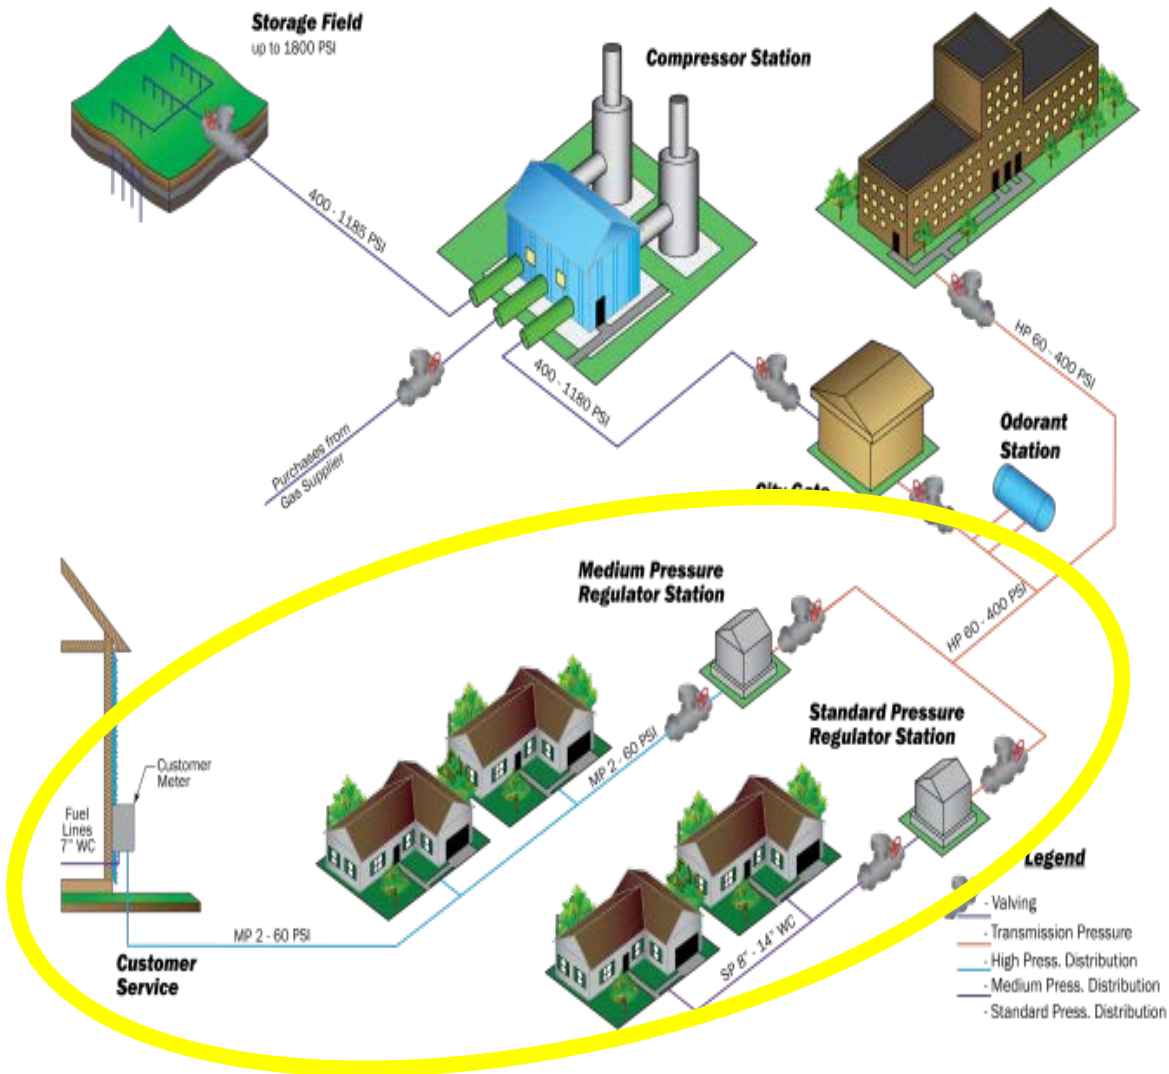 Storage Field
up to 1800 PSI
Compressor Station
400 - 1185 PSI
HP 60 - 400 PSI
400 - 1180 PSI
Purchases from
Gas Supplier
Odorant
Station
City Gate
Medium Pressure
Regulator Station
HP 60 - 400 PSI
Standard Pressure
Regulator Station
MP 2 - 60 PSI
Customer
Meter
Fuel
Lines
7" WC
MP 2 - 60 PSI
SP 8" - 14" WC
Customer
Service
Legend
- Valving
- Transmission Pressure
- High Press. Distribution
- Medium Press. Distribution
- Standard Press. Distribution